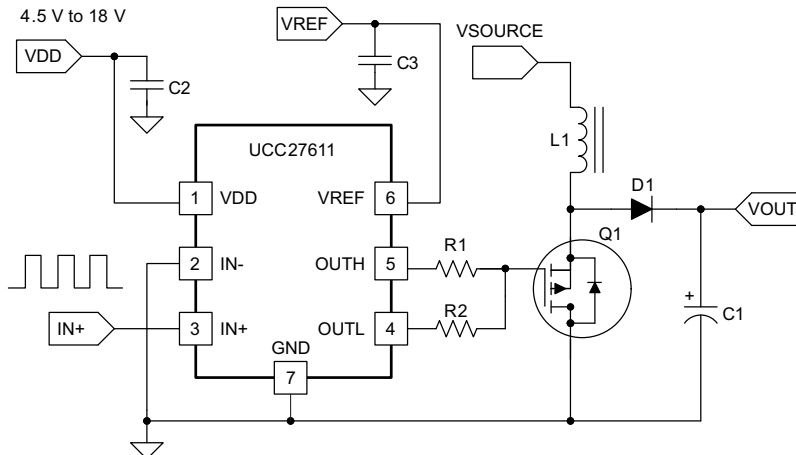 4.5 V to 18 V
VREF
VSOURCE
VDD
C2
C3
UCC27611
L1
1 VDD
VREF 6
D1
VOUT
2 IN-
OUTH 5
R1
Q1
+
C1
IN+
3 IN+
OUTL 4
R2
GND
7